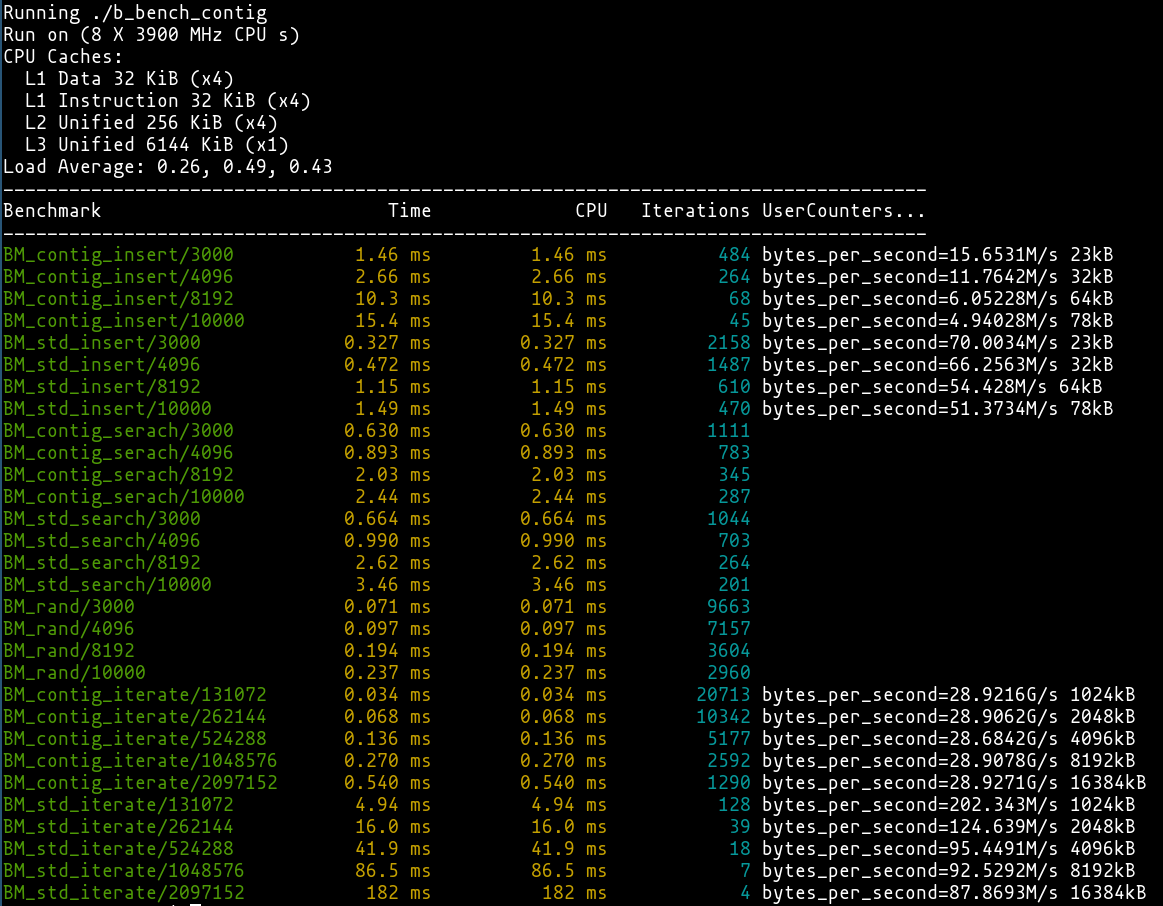 Running ./b_bench_contig
Run on (8 X 3900 MHz CPU s)
CPU Caches:
  L1 Data 32 KiB (x4)
  L1 Instruction 32 KiB (x4)
  L2 Unified 256 KiB (x4)
  L3 Unified 6144 KiB (x1)
Load Average: 0.26, 0.49, 0.43
------------------------------------------------------------------------------------
Benchmark                          Time             CPU   Iterations UserCounters...
------------------------------------------------------------------------------------
BM_contig_insert/3000           1.46 ms         1.46 ms          484 bytes_per_second=15.6531M/s 23kB
BM_contig_insert/4096           2.66 ms         2.66 ms          264 bytes_per_second=11.7642M/s 32kB
BM_contig_insert/8192           10.3 ms         10.3 ms           68 bytes_per_second=6.05228M/s 64kB
BM_contig_insert/10000          15.4 ms         15.4 ms           45 bytes_per_second=4.94028M/s 78kB
BM_std_insert/3000             0.327 ms        0.327 ms         2158 bytes_per_second=70.0034M/s 23kB
BM_std_insert/4096             0.472 ms        0.472 ms         1487 bytes_per_second=66.2563M/s 32kB
BM_std_insert/8192              1.15 ms         1.15 ms          610 bytes_per_second=54.428M/s 64kB
BM_std_insert/10000             1.49 ms         1.49 ms          470 bytes_per_second=51.3734M/s 78kB
BM_contig_serach/3000          0.630 ms        0.630 ms         1111
BM_contig_serach/4096          0.893 ms        0.893 ms          783
BM_contig_serach/8192           2.03 ms         2.03 ms          345
BM_contig_serach/10000          2.44 ms         2.44 ms          287
BM_std_search/3000             0.664 ms        0.664 ms         1044
BM_std_search/4096             0.990 ms        0.990 ms          703
BM_std_search/8192              2.62 ms         2.62 ms          264
BM_std_search/10000             3.46 ms         3.46 ms          201
BM_rand/3000                   0.071 ms        0.071 ms         9663
BM_rand/4096                   0.097 ms        0.097 ms         7157
BM_rand/8192                   0.194 ms        0.194 ms         3604
BM_rand/10000                  0.237 ms        0.237 ms         2960
BM_contig_iterate/131072       0.034 ms        0.034 ms        20713 bytes_per_second=28.9216G/s 1024kB
BM_contig_iterate/262144       0.068 ms        0.068 ms        10342 bytes_per_second=28.9062G/s 2048kB
BM_contig_iterate/524288       0.136 ms        0.136 ms         5177 bytes_per_second=28.6842G/s 4096kB
BM_contig_iterate/1048576      0.270 ms        0.270 ms         2592 bytes_per_second=28.9078G/s 8192kB
BM_contig_iterate/2097152      0.540 ms        0.540 ms         1290 bytes_per_second=28.9271G/s 16384kB
BM_std_iterate/131072           4.94 ms         4.94 ms          128 bytes_per_second=202.343M/s 1024kB
BM_std_iterate/262144           16.0 ms         16.0 ms           39 bytes_per_second=124.639M/s 2048kB
BM_std_iterate/524288           41.9 ms         41.9 ms           18 bytes_per_second=95.4491M/s 4096kB
BM_std_iterate/1048576          86.5 ms         86.5 ms            7 bytes_per_second=92.5292M/s 8192kB
BM_std_iterate/2097152           182 ms          182 ms            4 bytes_per_second=87.8693M/s 16384kB